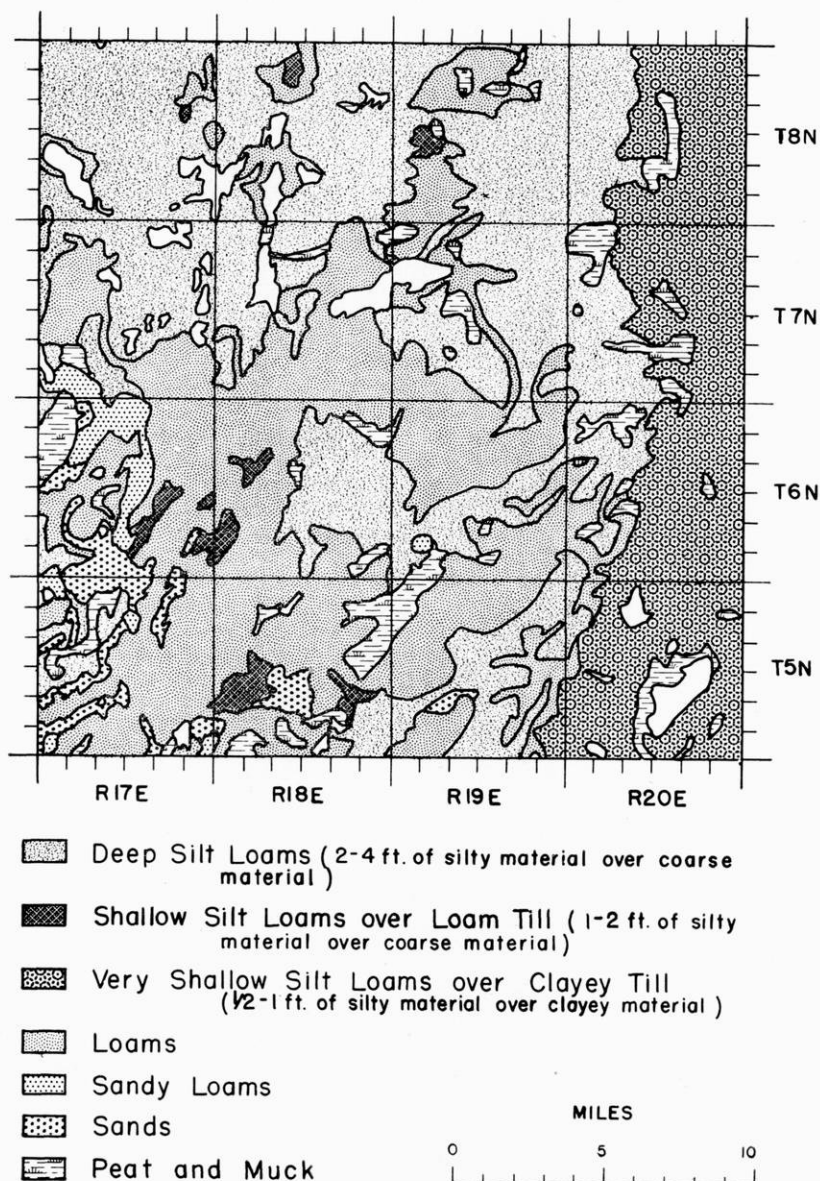 T8N
T7N
T6N
T5N
R17E R18E R19E R20E
Deep Silt Loams (2-4 ft. of silty material over coarse
material)
Shallow Silt Loams over Loam Till (1-2 ft. of silty
material over coarse material)
Very Shallow Silt Loams over Clayey Till
(1/2-1 ft. of silty material over clayey material)
Loams
Sandy Loams
Sands
Peat and Muck
MILES
0 5 10